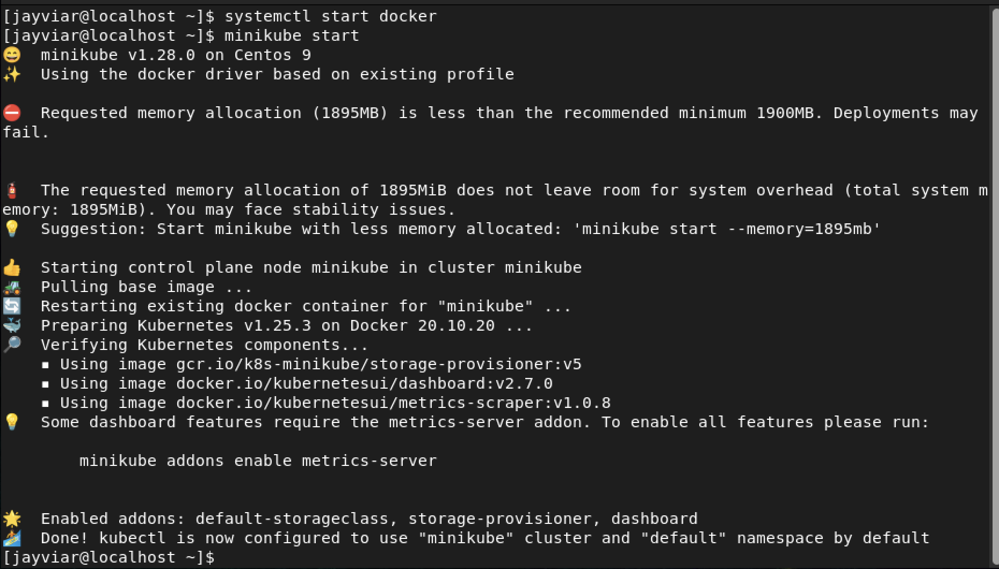 [jayviar@localhost ~]$ systemctl start docker
[jayviar@localhost ~]$ minikube start
😄  minikube v1.28.0 on Centos 9
✨  Using the docker driver based on existing profile
⛔  Requested memory allocation (1895MB) is less than the recommended minimum 1900MB. Deployments may
fail.
🧯  The requested memory allocation of 1895MiB does not leave room for system overhead (total system m
emory: 1895MiB). You may face stability issues.
💡  Suggestion: Start minikube with less memory allocated: 'minikube start --memory=1895mb'
👍  Starting control plane node minikube in cluster minikube
🚜  Pulling base image ...
🔄  Restarting existing docker container for "minikube" ...
🐳  Preparing Kubernetes v1.25.3 on Docker 20.10.20 ...
🔎  Verifying Kubernetes components...
    ▪ Using image gcr.io/k8s-minikube/storage-provisioner:v5
    ▪ Using image docker.io/kubernetesui/dashboard:v2.7.0
    ▪ Using image docker.io/kubernetesui/metrics-scraper:v1.0.8
💡  Some dashboard features require the metrics-server addon. To enable all features please run:
        minikube addons enable metrics-server
🌟  Enabled addons: default-storageclass, storage-provisioner, dashboard
🏄  Done! kubectl is now configured to use "minikube" cluster and "default" namespace by default
[jayviar@localhost ~]$